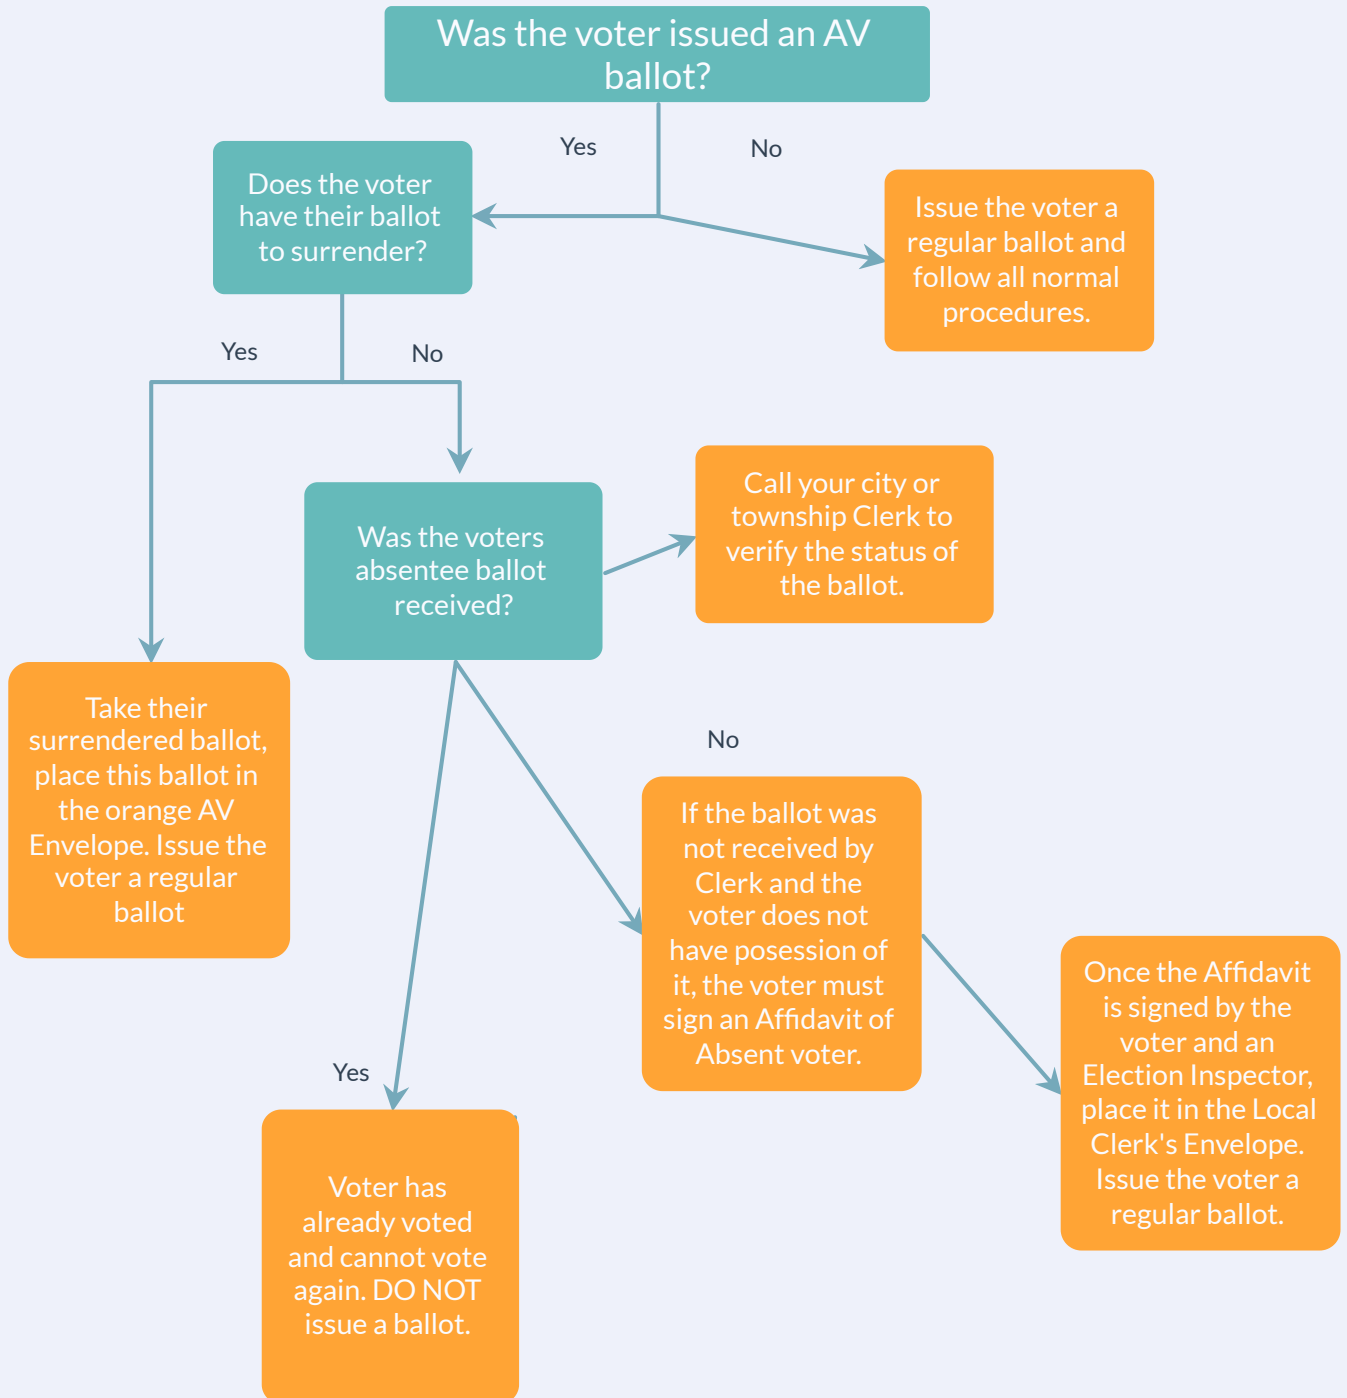 Was the voter issued an AV
ballot?
Yes
No
Does the voter
have their ballot
to surrender?
Issue the voter a
regular ballot and
follow all normal
procedures.
Yes
No
Call your city or
township Clerk to
verify the status of
the ballot.
Was the voters
absentee ballot
received?
Take their
surrendered ballot,
place this ballot in
the orange AV
Envelope. Issue the
voter a regular
ballot
No
If the ballot was
not received by
Clerk and the
voter does not
have posession of
it, the voter must
sign an Affidavit of
Absent voter.
Once the Affidavit
is signed by the
voter and an
Election Inspector,
place it in the Local
Clerk's Envelope.
Issue the voter a
regular ballot.
Yes
Voter has
already voted
and cannot vote
again. DO NOT
issue a ballot.